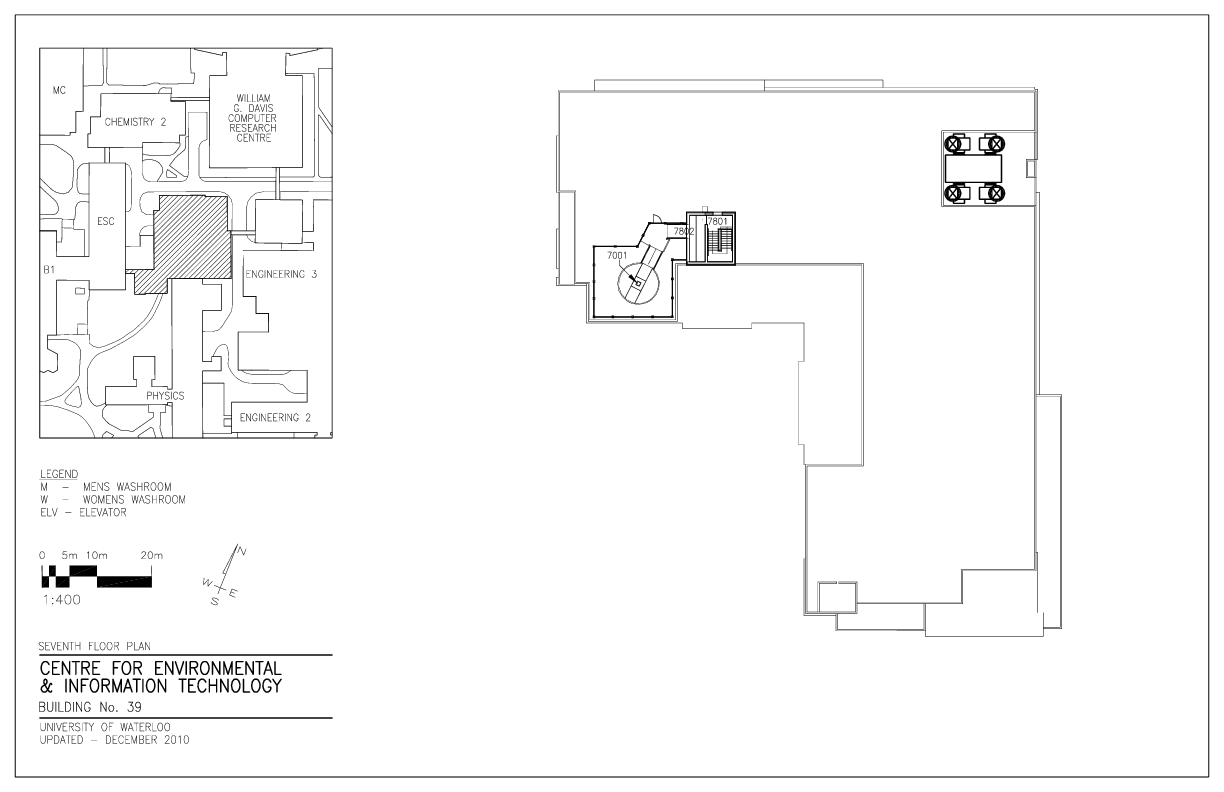 MC
CHEMISTRY 2
WILLIAM
G. DAVIS
COMPUTER
RESEARCH
CENTRE
ESC
B1
ENGINEERING 3
PHYSICS
ENGINEERING 2
LEGEND
M – MENS WASHROOM
W – WOMENS WASHROOM
ELV – ELEVATOR
0 5m 10m 20m
1:400
N
W
E
S
SEVENTH FLOOR PLAN
CENTRE FOR ENVIRONMENTAL
& INFORMATION TECHNOLOGY
BUILDING No. 39
UNIVERSITY OF WATERLOO
UPDATED – DECEMBER 2010
7801
7802
7001